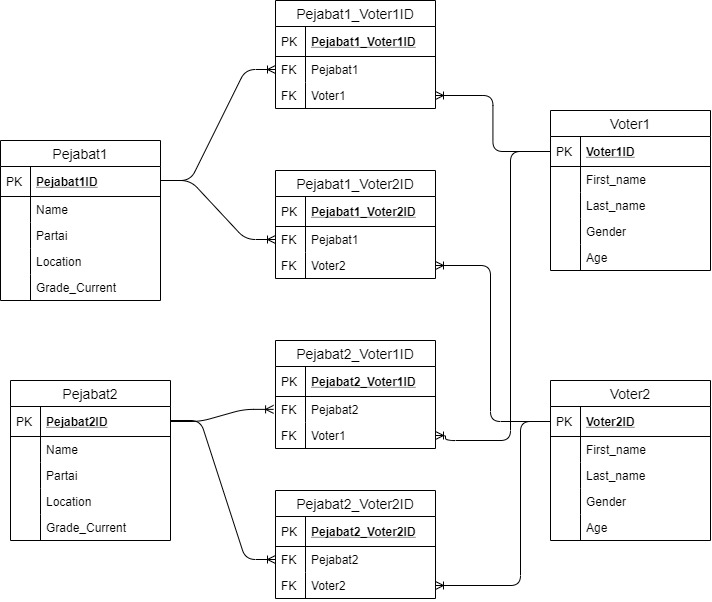 Pejabat1_Voter1ID
PK Pejabat1_Voter1ID
FK Pejabat1
FK Voter1
Pejabat1
PK Pejabat1ID
Name
Partai
Location
Grade_Current
Pejabat1_Voter2ID
PK Pejabat1_Voter2ID
FK Pejabat1
FK Voter2
Voter1
PK Voter1ID
First_name
Last_name
Gender
Age
Pejabat2_Voter1ID
PK Pejabat2_Voter1ID
FK Pejabat2
FK Voter1
Pejabat2
PK Pejabat2ID
Name
Partai
Location
Grade_Current
Pejabat2_Voter2ID
PK Pejabat2_Voter2ID
FK Pejabat2
FK Voter2
Voter2
PK Voter2ID
First_name
Last_name
Gender
Age